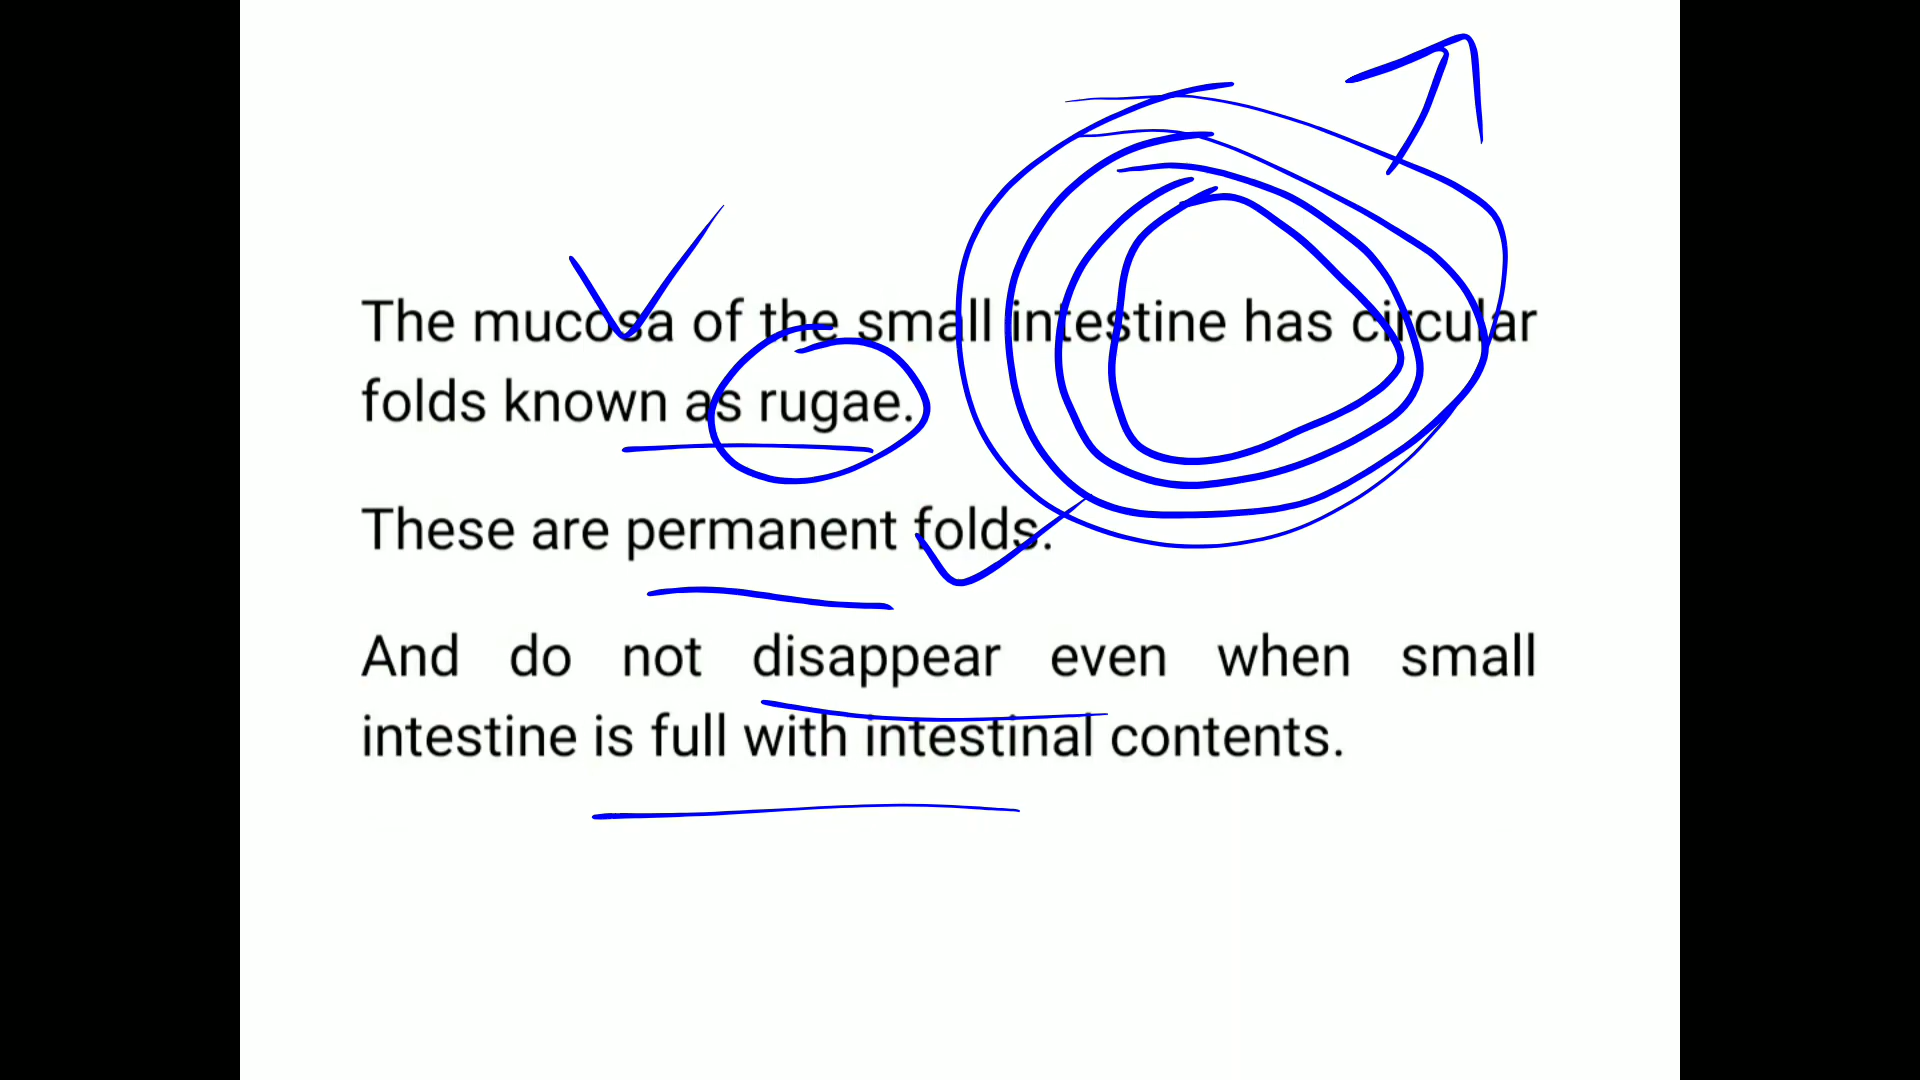 The mucosa of the small intestine has circular
folds known as rugae.
These are permanent folds.
And do not disappear even when small
intestine is full with intestinal contents.